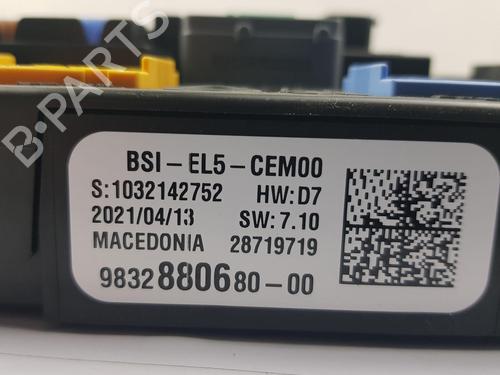 BSI-EL5-CEM00
S:1032142752 HW:D7
2021/04/13 SW:7.10
MACEDONIA 28719719
9832880680-00
B-PARTS